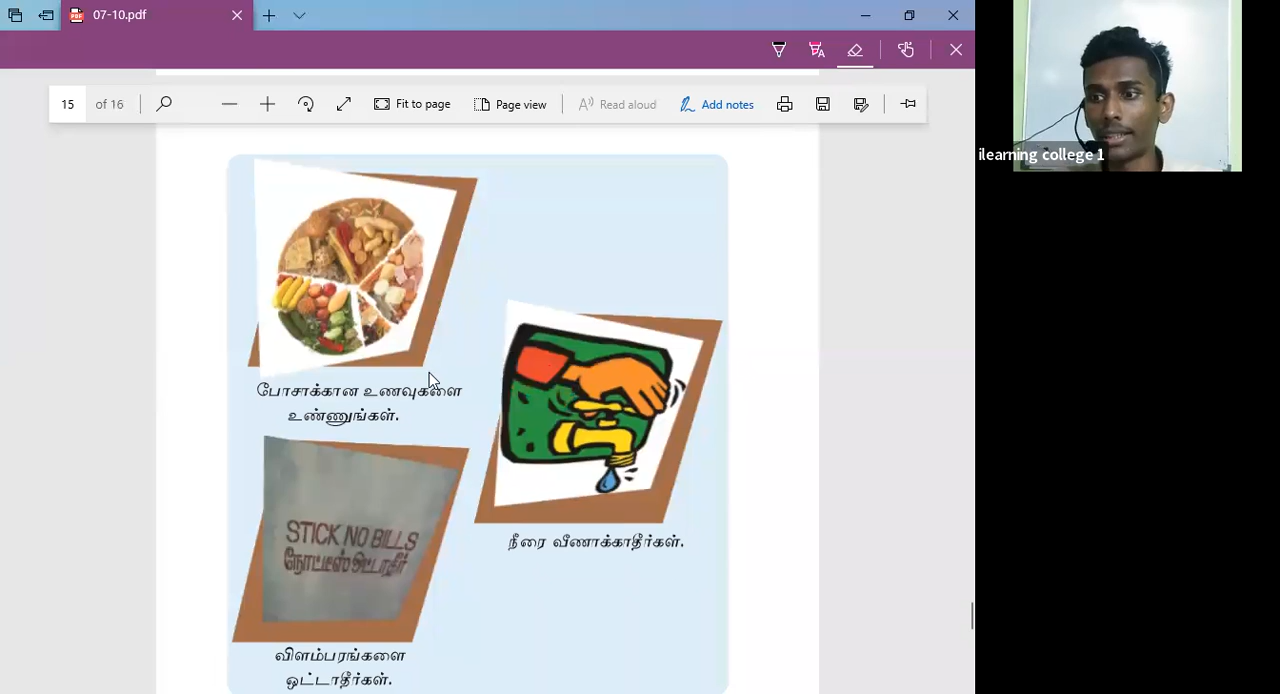 07-10.pdf
15 of 16
Fit to page
Page view
Read aloud
Add notes
ilearning college 1
போசாக்கான உணவுகளை
உண்ணுங்கள்.
நீரை வீணாக்காதீர்கள்.
STICK NO BILLS
நோட்டீஸ் ஒட்டாதீர்
விளம்பரங்களை
ஒட்டாதீர்கள்.